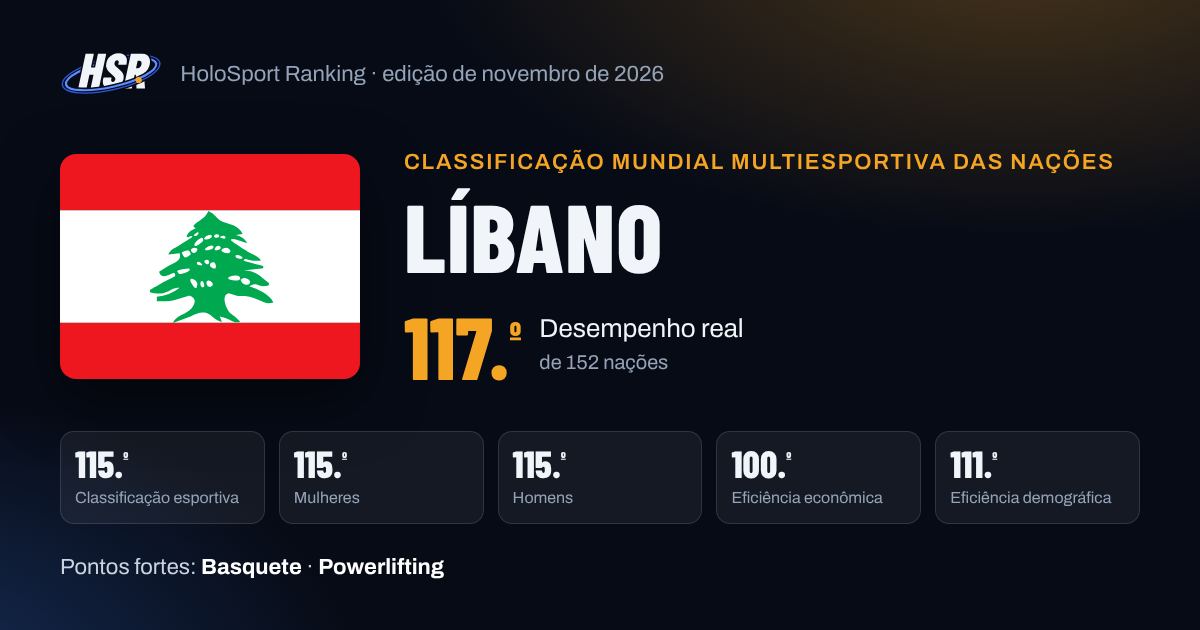 HSR
HoloSport Ranking · edição de novembro de 2026
CLASSIFICAÇÃO MUNDIAL MULTIESPORTIVA DAS NAÇÕES
LÍBANO
117.º Desempenho real
de 152 nações
115.º 115.º 115.º 100.º 111.º
Classificação esportiva Mulheres Homens Eficiência econômica Eficiência demográfica
Pontos fortes: Basquete · Powerlifting